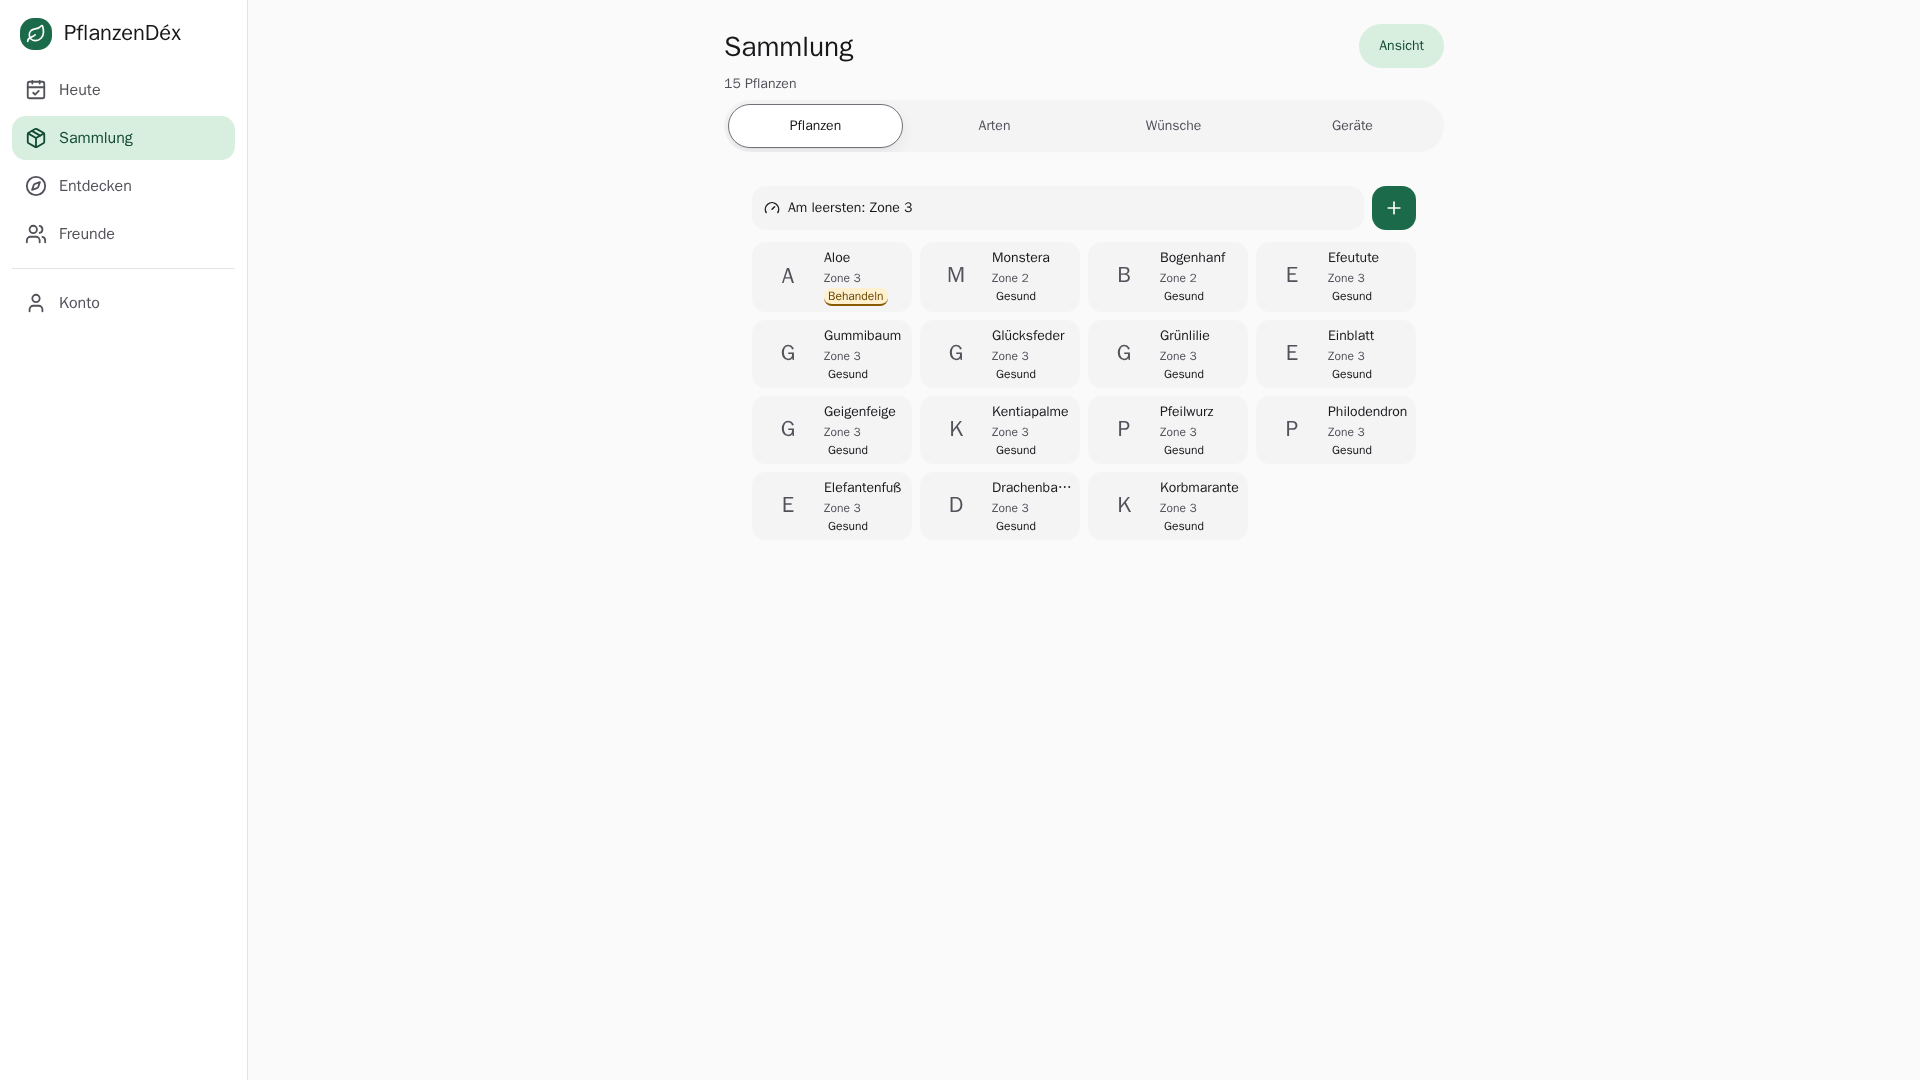 PflanzenDéx
Heute
Sammlung
Entdecken
Freunde
Konto
Sammlung
Ansicht
15 Pflanzen
Pflanzen
Arten
Wünsche
Geräte
Am leersten: Zone 3
A
Aloe
Zone 3
Behandeln
M
Monstera
Zone 2
Gesund
B
Bogenhanf
Zone 2
Gesund
E
Efeutute
Zone 3
Gesund
G
Gummibaum
Zone 3
Gesund
G
Glücksfeder
Zone 3
Gesund
G
Grünlilie
Zone 3
Gesund
E
Einblatt
Zone 3
Gesund
G
Geigenfeige
Zone 3
Gesund
K
Kentiapalme
Zone 3
Gesund
P
Pfeilwurz
Zone 3
Gesund
P
Philodendron
Zone 3
Gesund
E
Elefantenfuß
Zone 3
Gesund
D
Drachenba…
Zone 3
Gesund
K
Korbmarante
Zone 3
Gesund